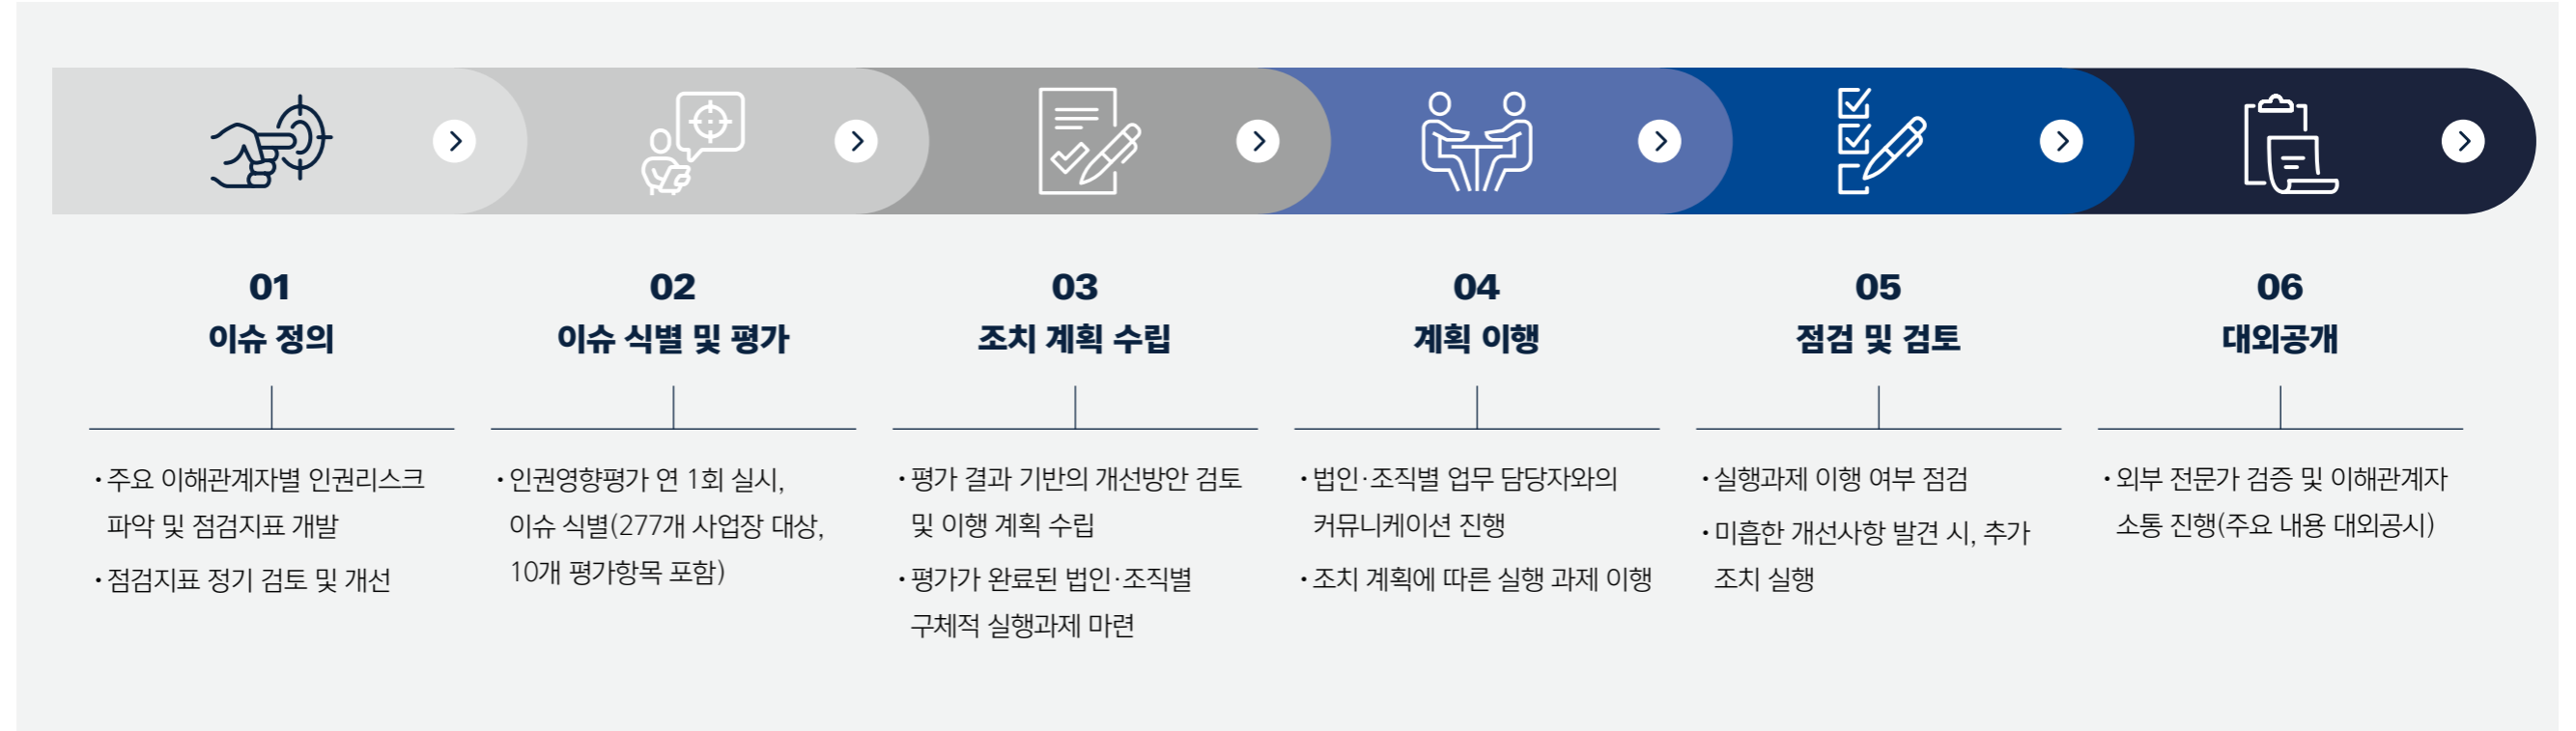 01
이슈 정의
· 주요 이해관계자별 인권리스크
파악 및 점검지표 개발
· 점검지표 정기 검토 및 개선
02
이슈 식별 및 평가
· 인권영향평가 연 1회 실시,
이슈 식별(277개 사업장 대상,
10개 평가항목 포함)
03
조치 계획 수립
· 평가 결과 기반의 개선방안 검토
및 이행 계획 수립
· 평가가 완료된 법인·조직별
구체적 실행과제 마련
04
계획 이행
· 법인·조직별 업무 담당자와의
커뮤니케이션 진행
· 조치 계획에 따른 실행 과제 이행
05
점검 및 검토
· 실행과제 이행 여부 점검
· 미흡한 개선사항 발견 시, 추가
조치 실행
06
대외공개
· 외부 전문가 검증 및 이해관계자
소통 진행(주요 내용 대외공시)